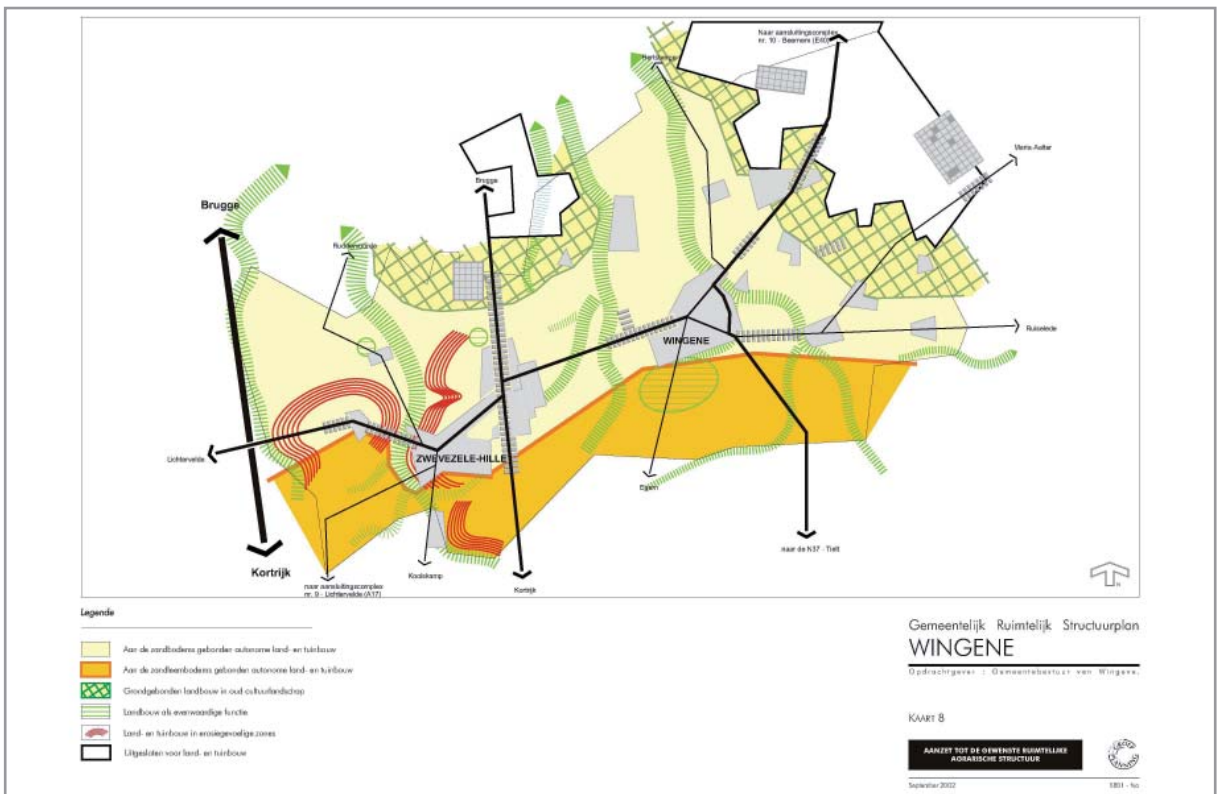 Naar aansluitingscomplex
nr. 10 - Beernem (E40)
Hertsberge
Maria-Aalter
Brugge
Brugge
Ruddervoorde
Ruiselede
WINGENE
Lichtervelde
ZWEVEZELE-HILLE
Egem
naar de N37 - Tielt
Kortrijk
naar aansluitingscomplex
nr. 9 - Lichtervelde (A17)
Koolskamp
Kortrijk
N
Legende
Aan de zandbodems gebonden autonome land- en tuinbouw
Aan de zandleembodems gebonden autonome land- en tuinbouw
Grondgebonden landbouw in oud cultuurlandschap
Landbouw als evenwaardige functie
Land- en tuinbouw in erosiegevoelige zones
Uitgesloten voor land- en tuinbouw
Gemeentelijk Ruimtelijk Structuurplan
WINGENE
Opdrachtgever : Gemeentebestuur van Wingene.
KAART 8
AANZET TOT DE GEWENSTE RUIMTELIJKE
AGRARISCHE STRUCTUUR
GROEP
PLANNING
September 2002